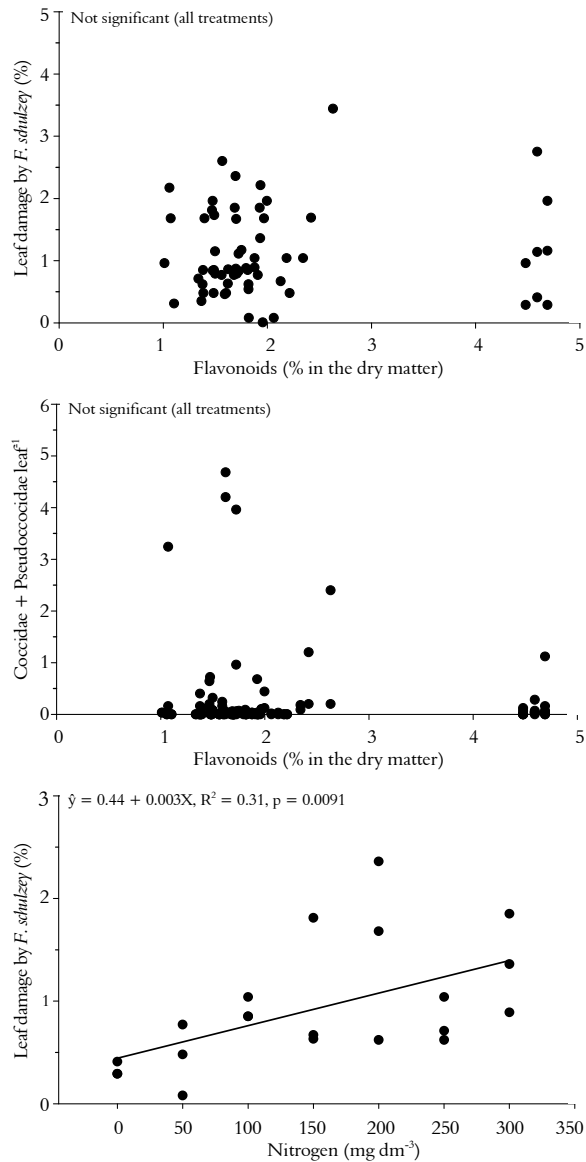 Not significant (all treatments)
Leaf damage by F. schulzey (%)
5
4
3
2
1
0
0 1 2 3 4 5
Flavonoids (% in the dry matter)
Not significant (all treatments)
Coccidae + Pseudoccocidae leaf⁻¹
6
5
4
3
2
1
0
0 1 2 3 4 5
Flavonoids (% in the dry matter)
ŷ = 0.44 + 0.003X, R² = 0.31, p = 0.0091
Leaf damage by F. schulzey (%)
3
2
1
0
0 50 100 150 200 250 300 350
Nitrogen (mg dm⁻³)